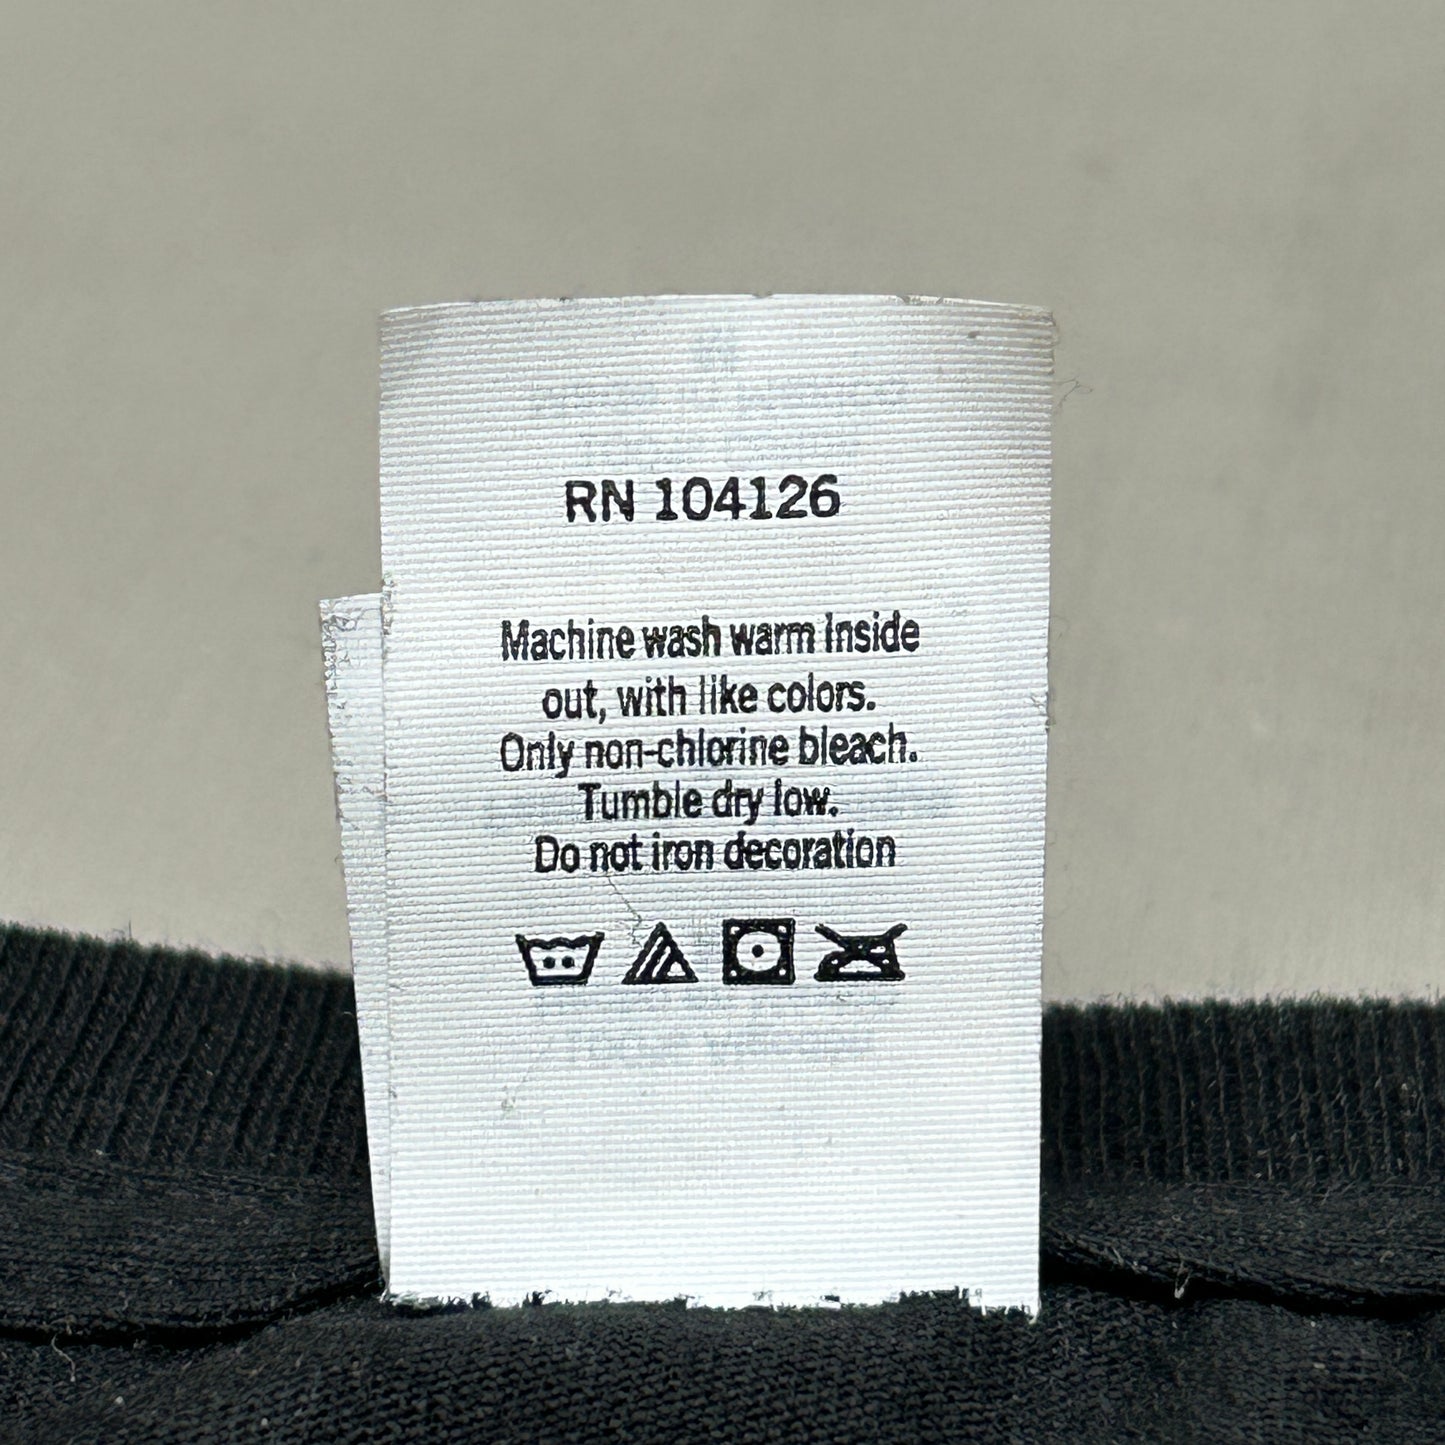 RN 104126
Machine wash warm Inside
out, with like colors.
Only non-chlorine bleach.
Tumble dry low.
Do not iron decoration